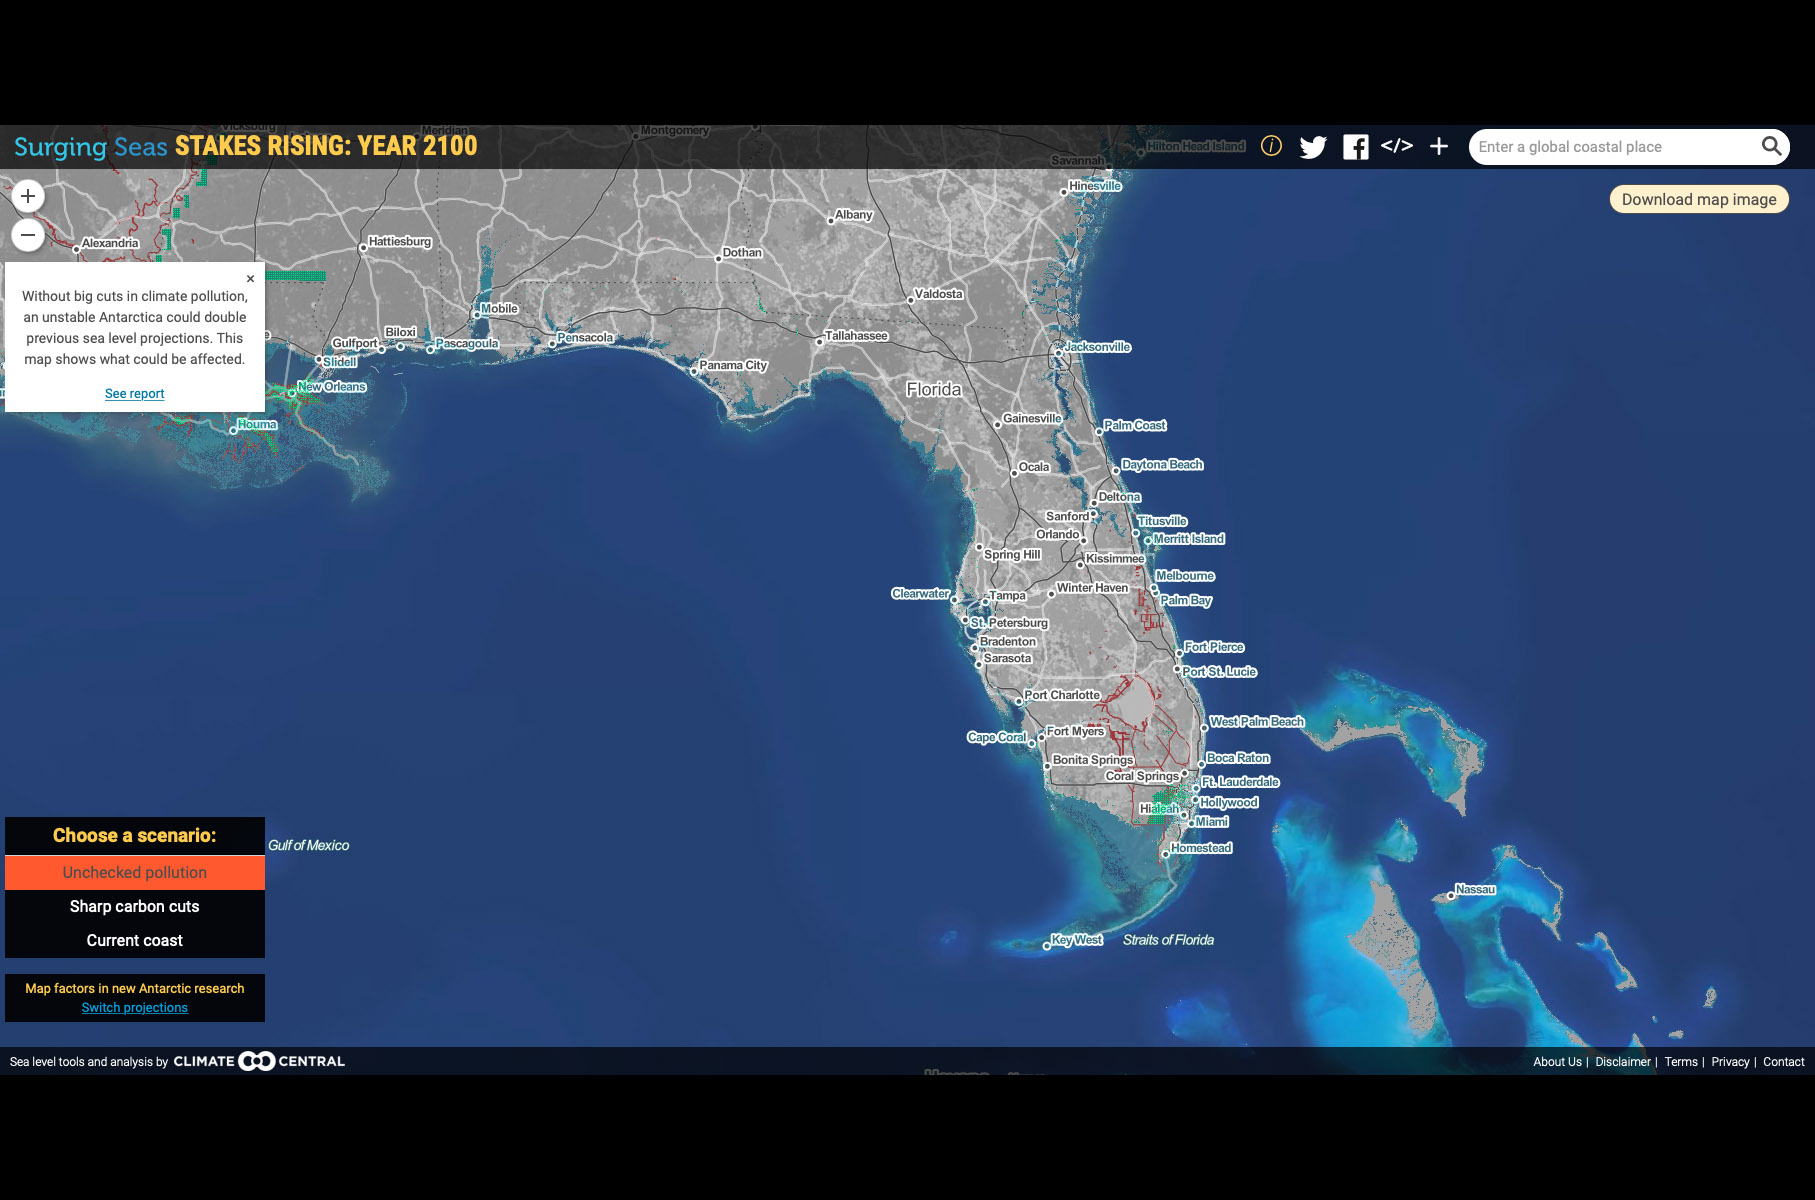 Vicksburg
Meridian
Montgomery
Surging Seas STAKES RISING: YEAR 2100
Savannah
Hilton Head Island
i
</>
+
Enter a global coastal place
Download map image
+
−
Hinesville
Albany
Alexandria
Hattiesburg
Dothan
×
Without big cuts in climate pollution,
an unstable Antarctica could double
previous sea level projections. This
map shows what could be affected.
See report
Valdosta
Mobile
Biloxi
Gulfport
Pascagoula
Pensacola
Tallahassee
Jacksonville
Slidell
Panama City
New Orleans
Florida
Houma
Gainesville
Palm Coast
Ocala
Daytona Beach
Deltona
Sanford
Titusville
Orlando
Merritt Island
Spring Hill
Kissimmee
Melbourne
Clearwater
Tampa
Winter Haven
Palm Bay
St. Petersburg
Bradenton
Sarasota
Fort Pierce
Port St. Lucie
Port Charlotte
West Palm Beach
Cape Coral
Fort Myers
Bonita Springs
Boca Raton
Coral Springs
Ft. Lauderdale
Hollywood
Hialeah
Miami
Homestead
Choose a scenario:
Gulf of Mexico
Unchecked pollution
Sharp carbon cuts
Current coast
Nassau
Key West
Straits of Florida
Map factors in new Antarctic research
Switch projections
Sea level tools and analysis by CLIMATE CENTRAL
About Us | Disclaimer | Terms | Privacy | Contact